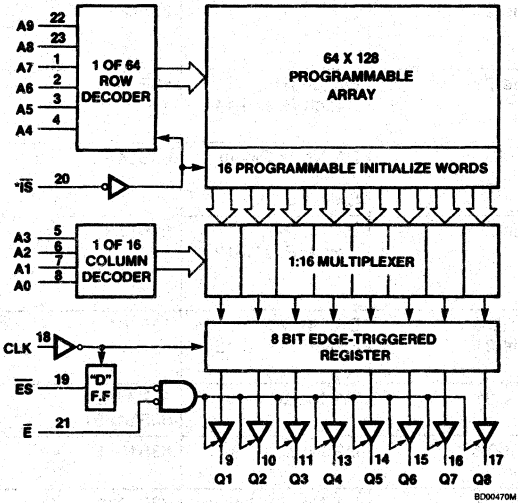 A9 22
A8 23
A7 1
A6 2
A5 3
A4 4
1 OF 64
ROW
DECODER
64 X 128
PROGRAMMABLE
ARRAY
*IS 20
16 PROGRAMMABLE INITIALIZE WORDS
A3 5
A2 6
A1 7
A0 8
1 OF 16
COLUMN
DECODER
1:16 MULTIPLEXER
CLK 18
8 BIT EDGE-TRIGGERED
REGISTER
ES 19
"D"
F.F
E 21
9 10 11 13 14 15 16 17
Q1 Q2 Q3 Q4 Q5 Q6 Q7 Q8
BD00470M